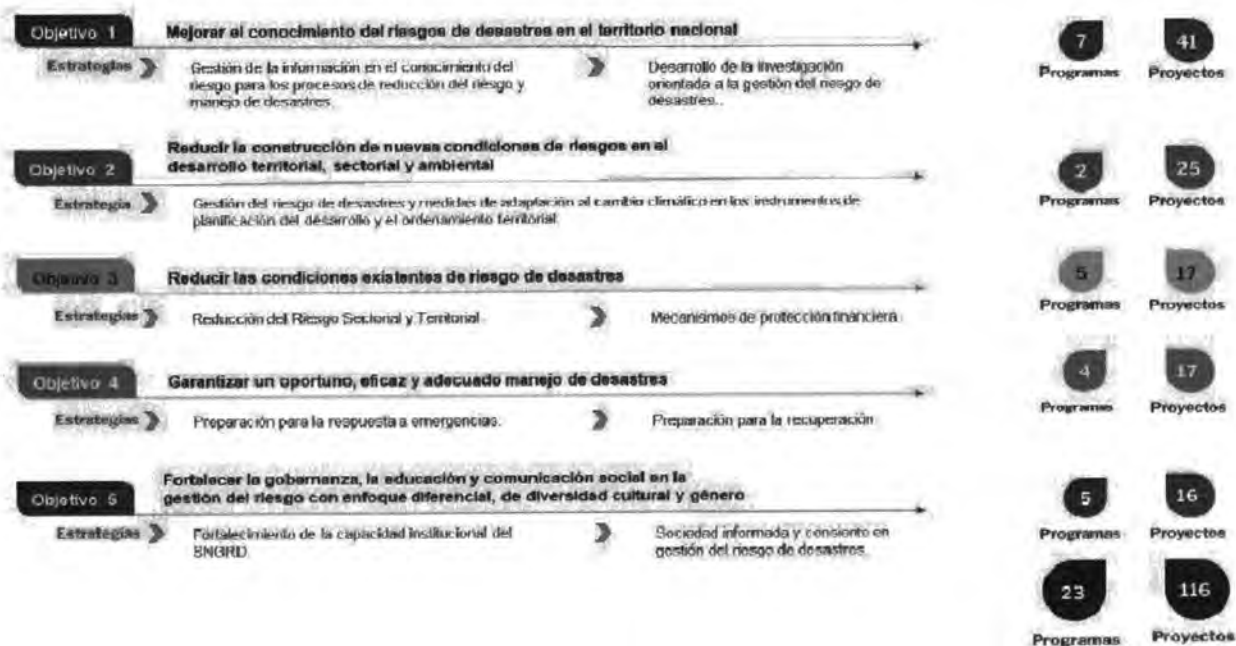 Objetivo 1
Mejorar el conocimiento del riesgos de desastres en el territorio nacional
7
41
Programas
Proyectos
Estrategias
Gestión de la información en el conocimiento del
riesgo para los procesos de reducción del riesgo y
manejo de desastres.
Desarrollo de la investigación
orientada a la gestión del riesgo de
desastres..
Objetivo 2
Reducir la construcción de nuevas condiciones de riesgos en el
desarrollo territorial, sectorial y ambiental
2
25
Programas
Proyectos
Estrategia
Gestión del riesgo de desastres y medidas de adaptación al cambio climático en los instrumentos de
planificación del desarrollo y el ordenamiento territorial
Objetivo 3
Reducir las condiciones existentes de riesgo de desastres
5
17
Programas
Proyectos
Estrategias
Reducción del Riesgo Sectorial y Territorial
Mecanismos de protección financiera
Objetivo 4
Garantizar un oportuno, eficaz y adecuado manejo de desastres
4
17
Programas
Proyectos
Estrategias
Preparación para la respuesta a emergencias.
Preparación para la recuperación
Objetivo 5
Fortalecer la gobernanza, la educación y comunicación social en la
gestión del riesgo con enfoque diferencial, de diversidad cultural y género
5
16
Programas
Proyectos
Estrategias
Fortalecimiento de la capacidad institucional del
SNGRD.
Sociedad informada y consiente en
gestión del riesgo de desastres.
23
116
Programas
Proyectos